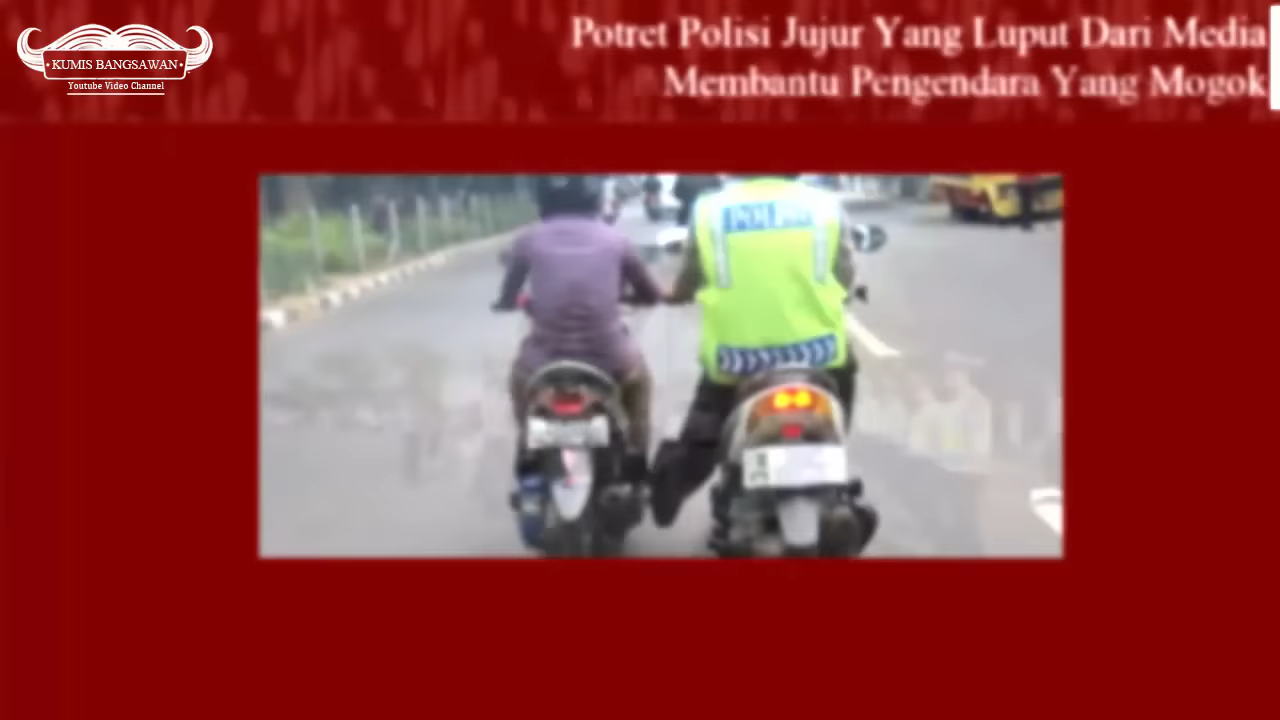 KUMIS BANGSAWAN
Youtube Video Channel
Potret Polisi Jujur Yang Luput Dari Media
Membantu Pengendara Yang Mogok